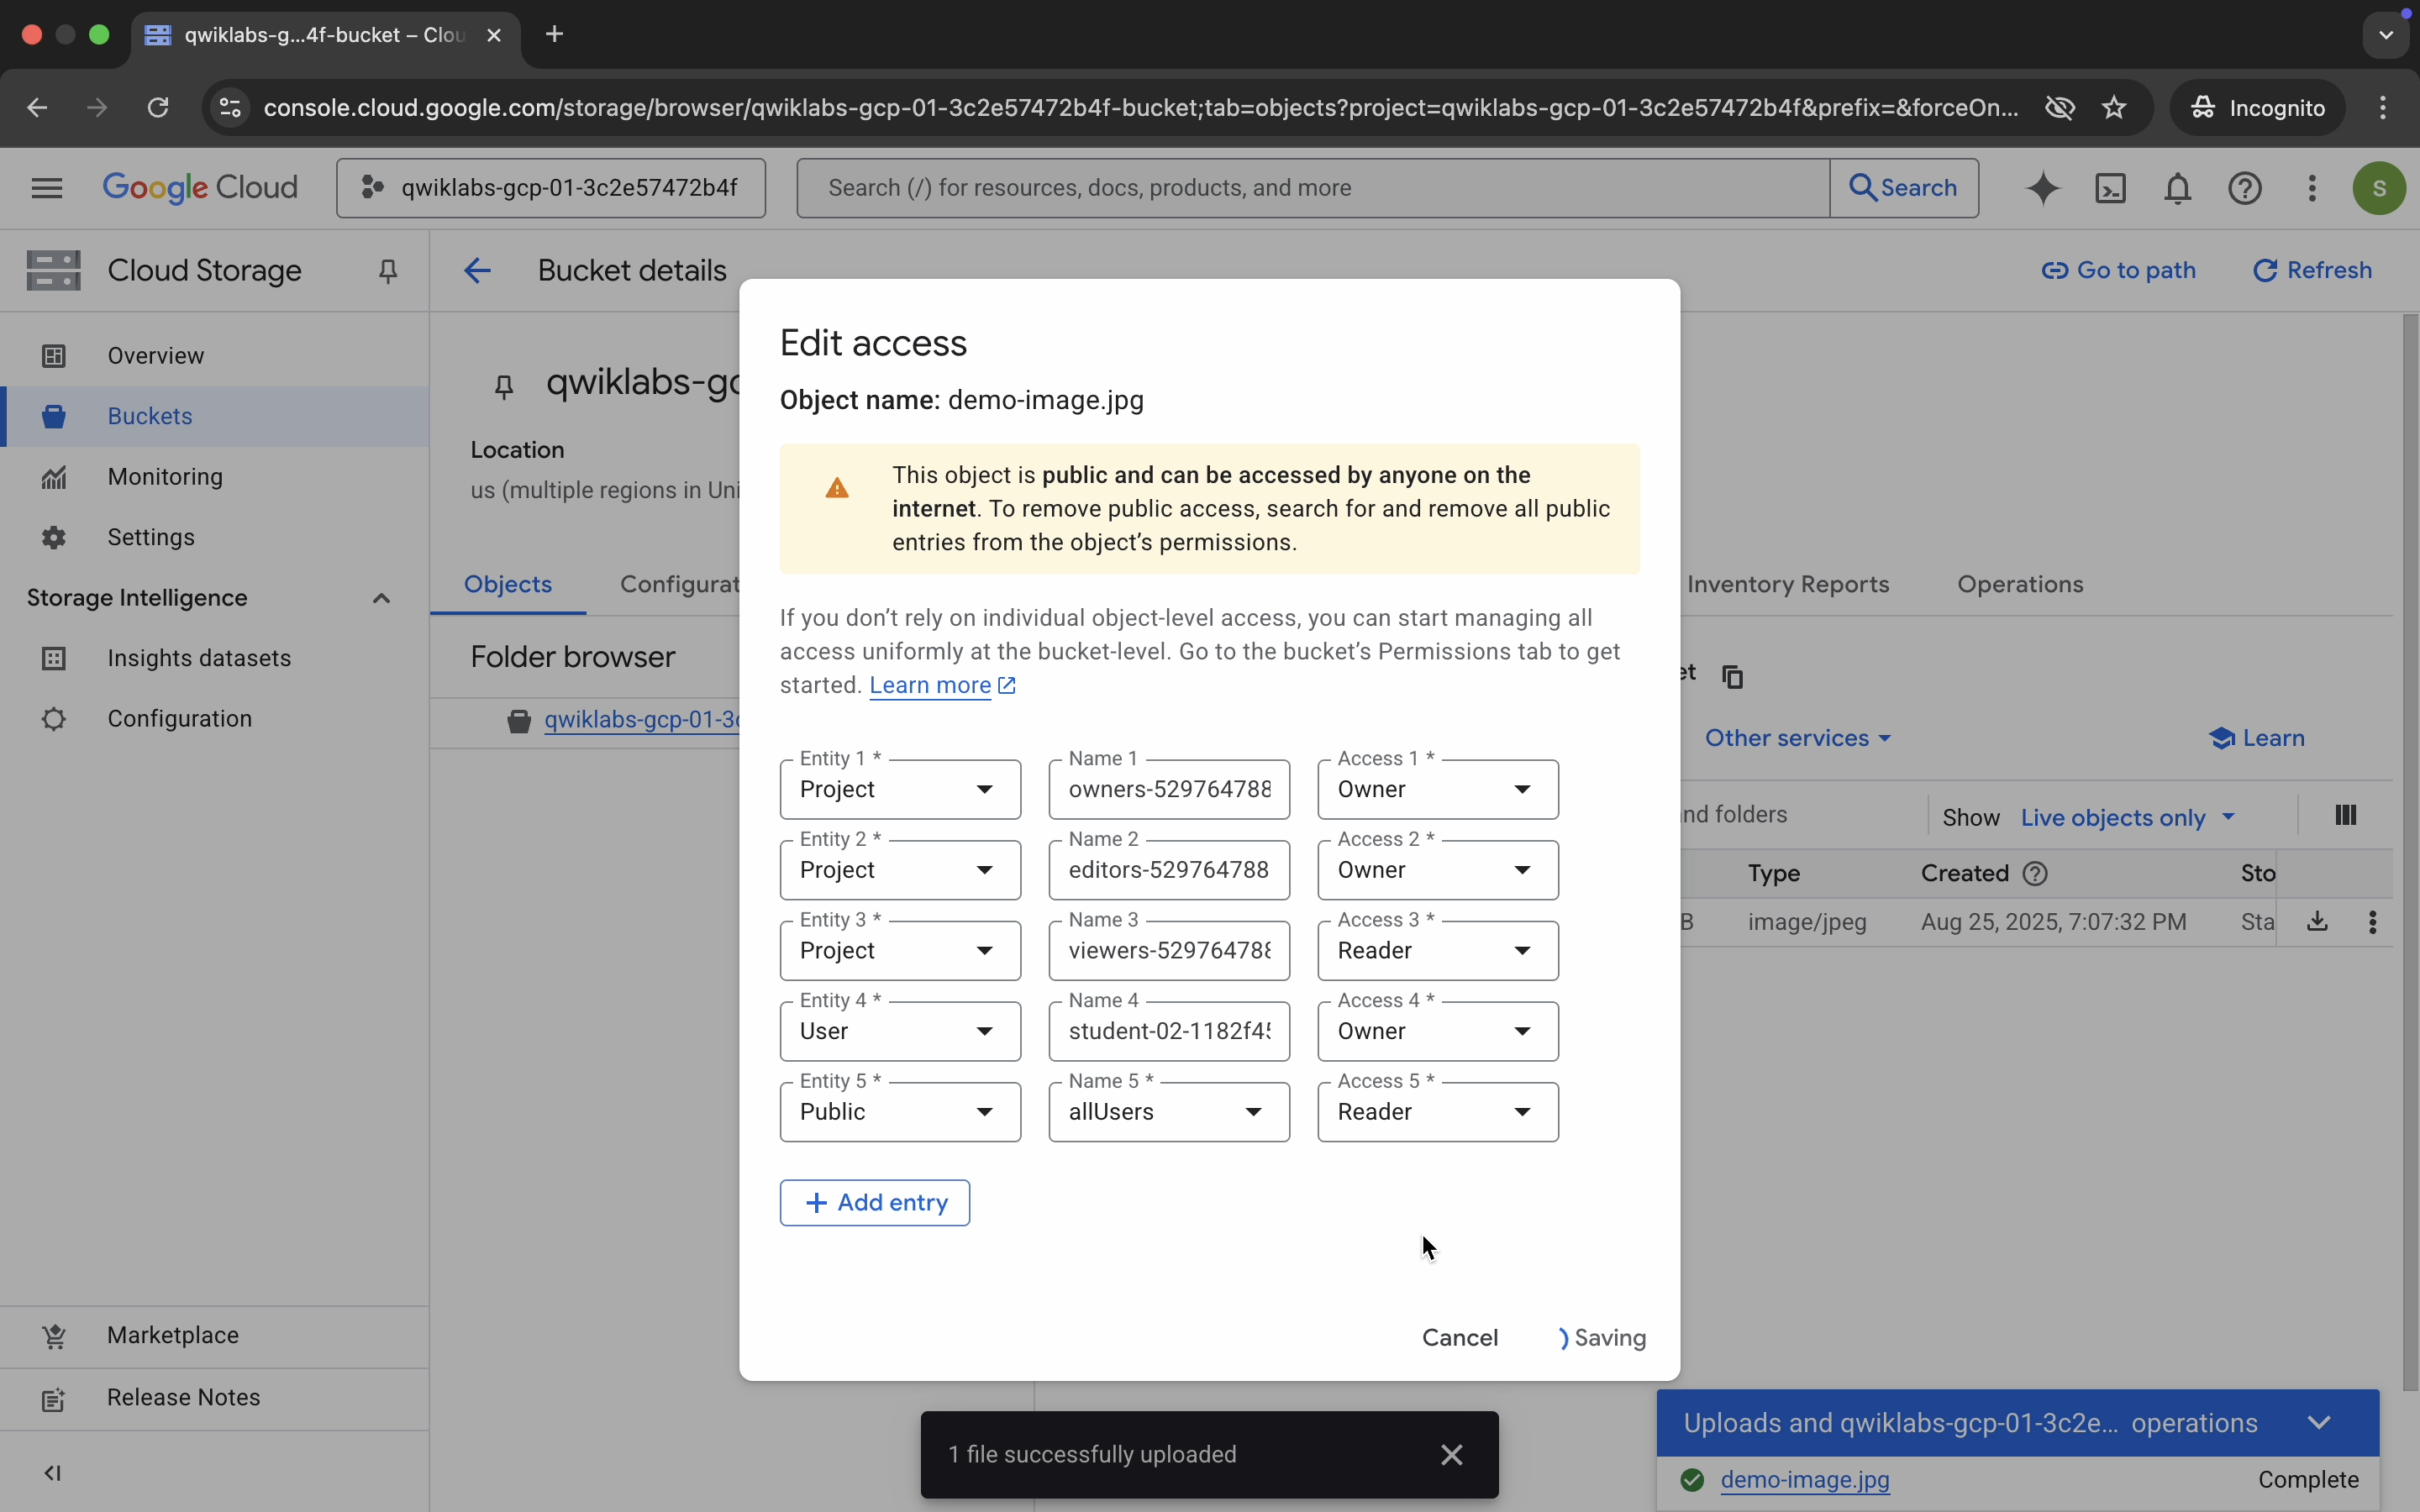 qwiklabs-g...4f-bucket – Clou
console.cloud.google.com/storage/browser/qwiklabs-gcp-01-3c2e57472b4f-bucket;tab=objects?project=qwiklabs-gcp-01-3c2e57472b4f&prefix=&forceOn...
Incognito
Google Cloud
qwiklabs-gcp-01-3c2e57472b4f
Search (/) for resources, docs, products, and more
Search
S
Cloud Storage
Bucket details
Go to path
Refresh
Overview
Buckets
Monitoring
Settings
Storage Intelligence
Insights datasets
Configuration
Marketplace
Release Notes
qwiklabs-gc
Location
us (multiple regions in Uni
Objects
Configurat
Inventory Reports
Operations
Folder browser
qwiklabs-gcp-01-3c
et
Other services
Learn
nd folders
Show
Live objects only
Type
Created
Sto
B
image/jpeg
Aug 25, 2025, 7:07:32 PM
Sta
Edit access
Object name: demo-image.jpg
This object is public and can be accessed by anyone on the
internet. To remove public access, search for and remove all public
entries from the object's permissions.
If you don't rely on individual object-level access, you can start managing all
access uniformly at the bucket-level. Go to the bucket's Permissions tab to get
started. Learn more
Entity 1 *
Name 1
Access 1 *
Project
owners-529764788
Owner
Entity 2 *
Name 2
Access 2 *
Project
editors-529764788
Owner
Entity 3 *
Name 3
Access 3 *
Project
viewers-529764788
Reader
Entity 4 *
Name 4
Access 4 *
User
student-02-1182f45
Owner
Entity 5 *
Name 5 *
Access 5 *
Public
allUsers
Reader
Add entry
Cancel
Saving
1 file successfully uploaded
Uploads and qwiklabs-gcp-01-3c2e... operations
demo-image.jpg
Complete